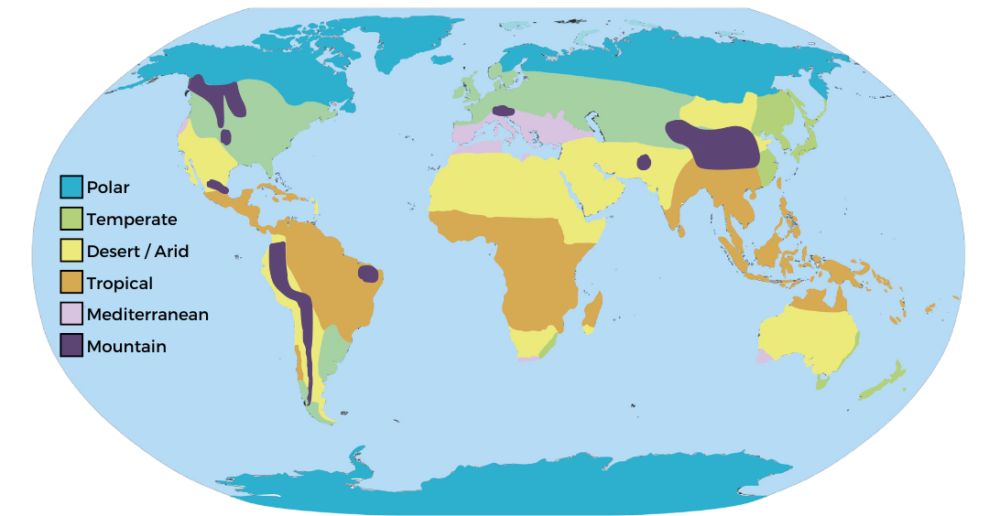 Polar
Temperate
Desert / Arid
Tropical
Mediterranean
Mountain